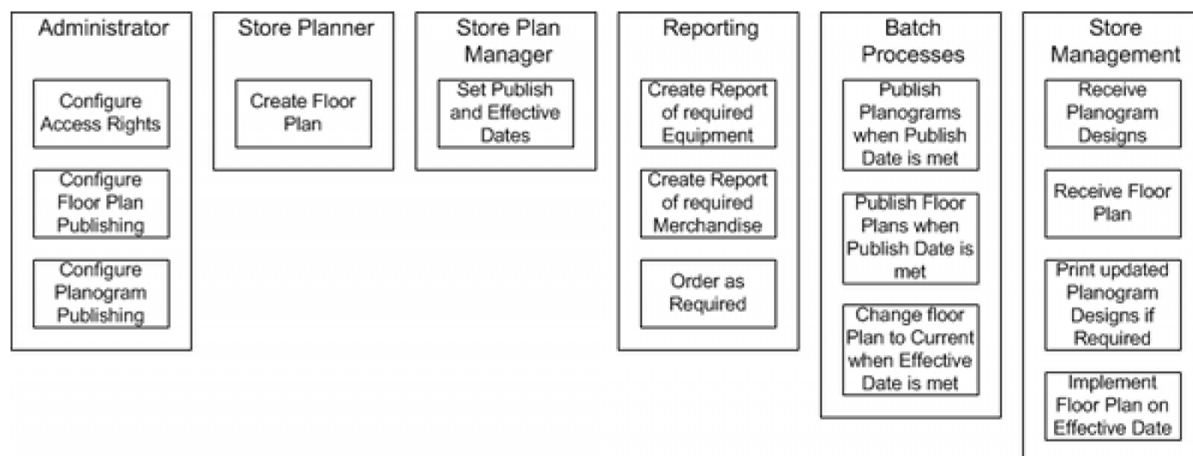 Administrator
Configure
Access Rights
Configure
Floor Plan
Publishing
Configure
Planogram
Publishing
Store Planner
Create Floor
Plan
Store Plan
Manager
Set Publish
and Effective
Dates
Reporting
Create Report
of required
Equipment
Create Report
of required
Merchandise
Order as
Required
Batch
Processes
Publish
Planograms
when Publish
Date is met
Publish Floor
Plans when
Publish Date is
met
Change floor
Plan to Current
when Effective
Date is met
Store
Management
Receive
Planogram
Designs
Receive Floor
Plan
Print updated
Planogram
Designs if
Required
Implement
Floor Plan on
Effective Date